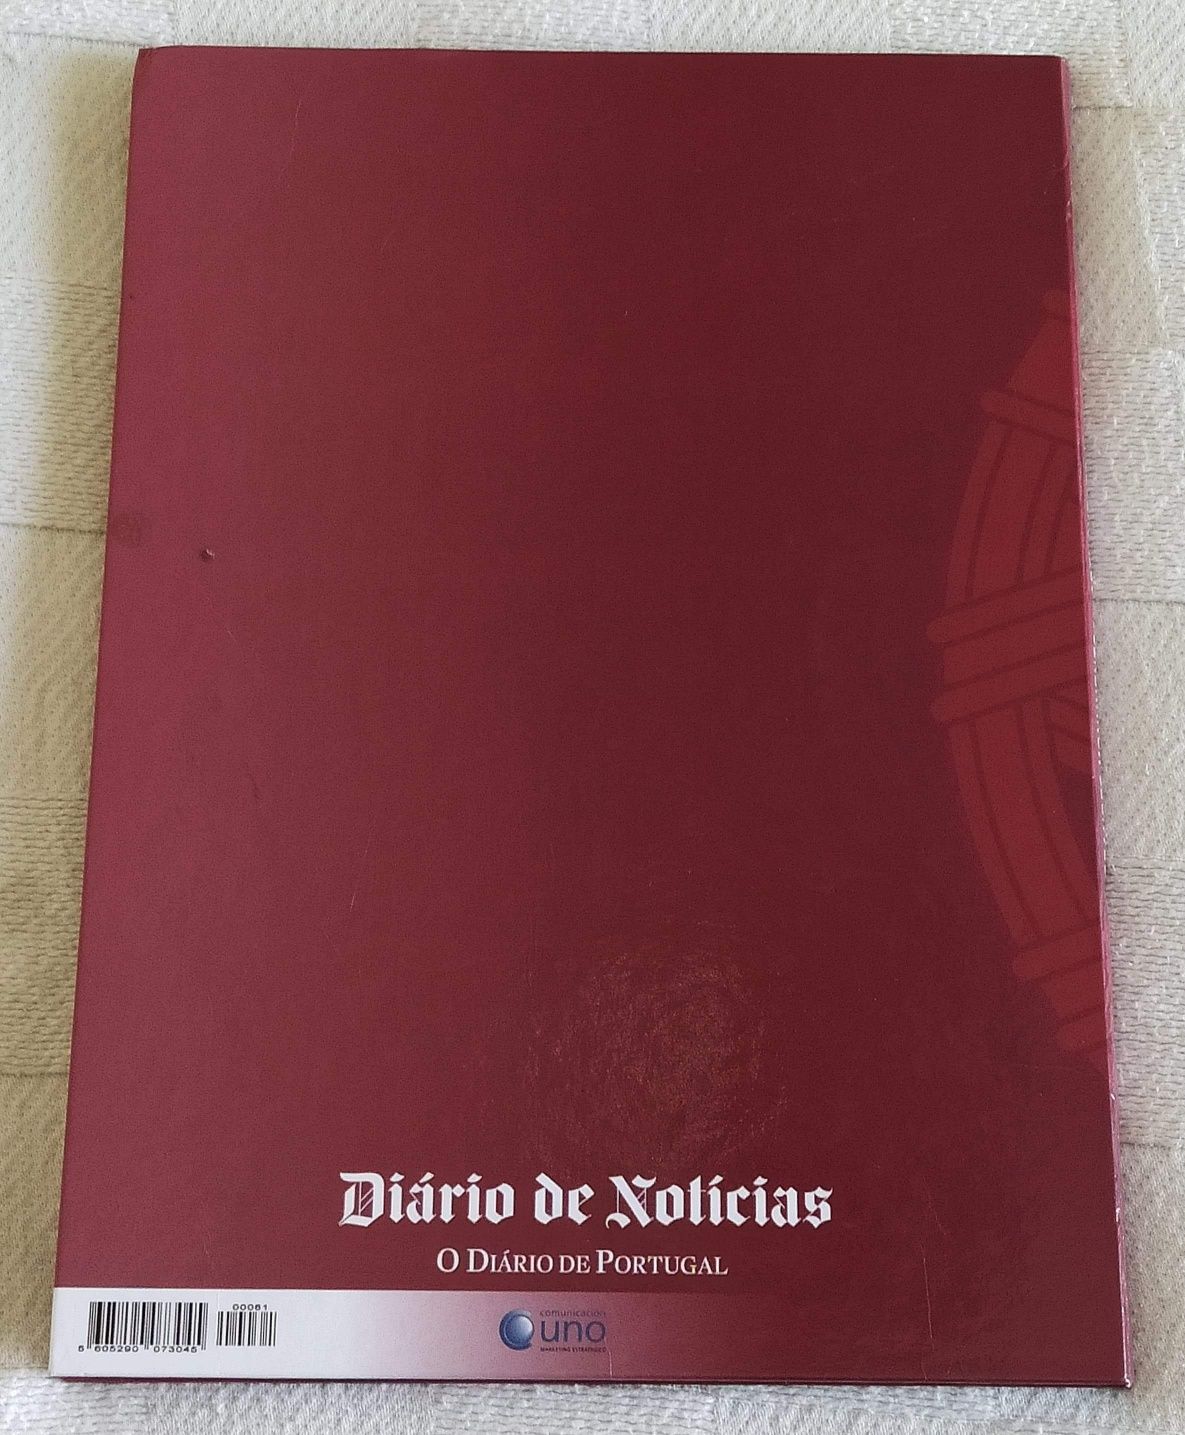 Diário de Notícias
O DIÁRIO DE PORTUGAL
00061
5 605290 073045
comunicación
uno
MARKETING ESTRATÉGICO